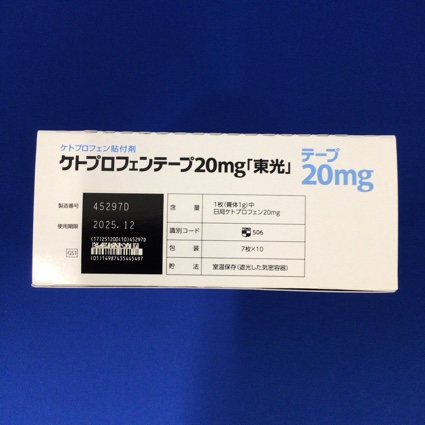 ケトプロフェン貼付剤
ケトプロフェンテープ20mg「東光」
テープ
20mg
製造番号 45297D
使用期限 2025.12
(17)251200(10)45297D
GS1
(01)14987435445497
含量 1枚(膏体1g)中
日局ケトプロフェン20mg
識別コード 506
包装 7枚×10
貯法 室温保存(遮光した気密容器)